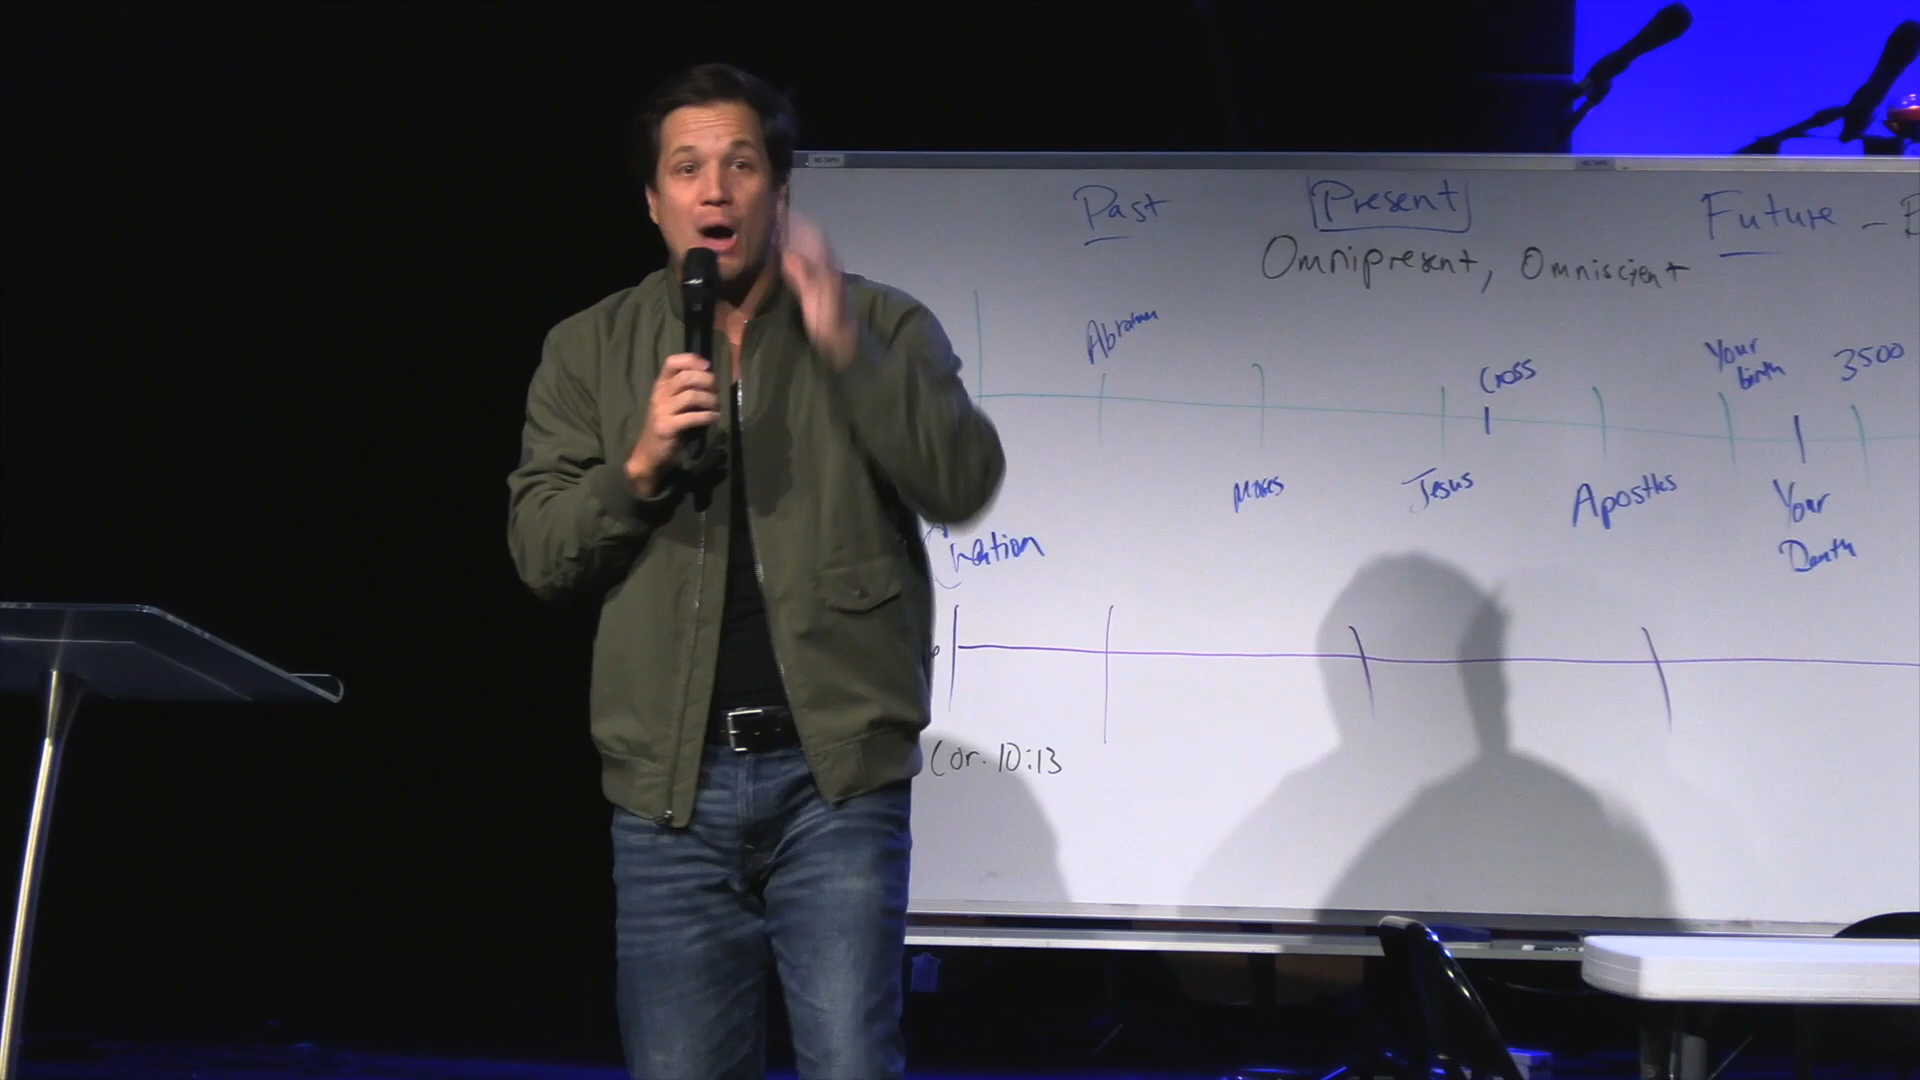 Past [Present] Future -
Omnipresent, Omniscient
Abraham
Cross
Your
birth
3500
Moses
Jesus
Apostles
Your
Death
Creation
Cor. 10:13